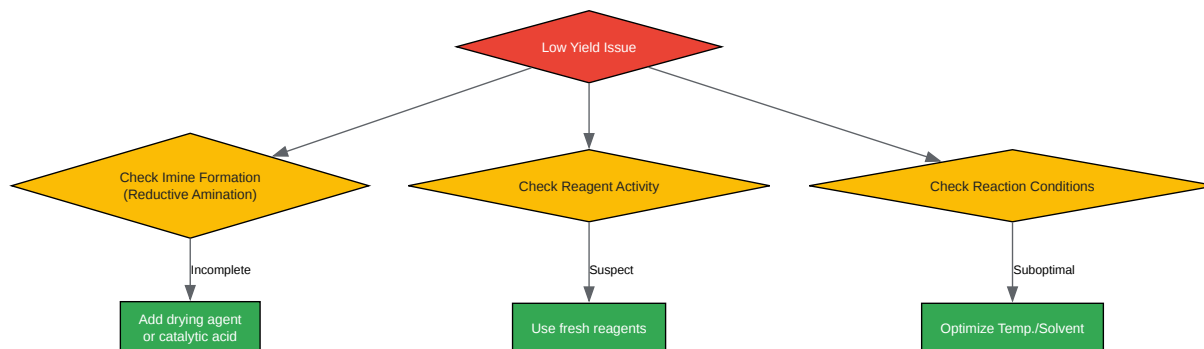 Low Yield Issue
Check Imine Formation
(Reductive Amination)
Check Reagent Activity
Check Reaction Conditions
Incomplete
Suspect
Suboptimal
Add drying agent
or catalytic acid
Use fresh reagents
Optimize Temp./Solvent